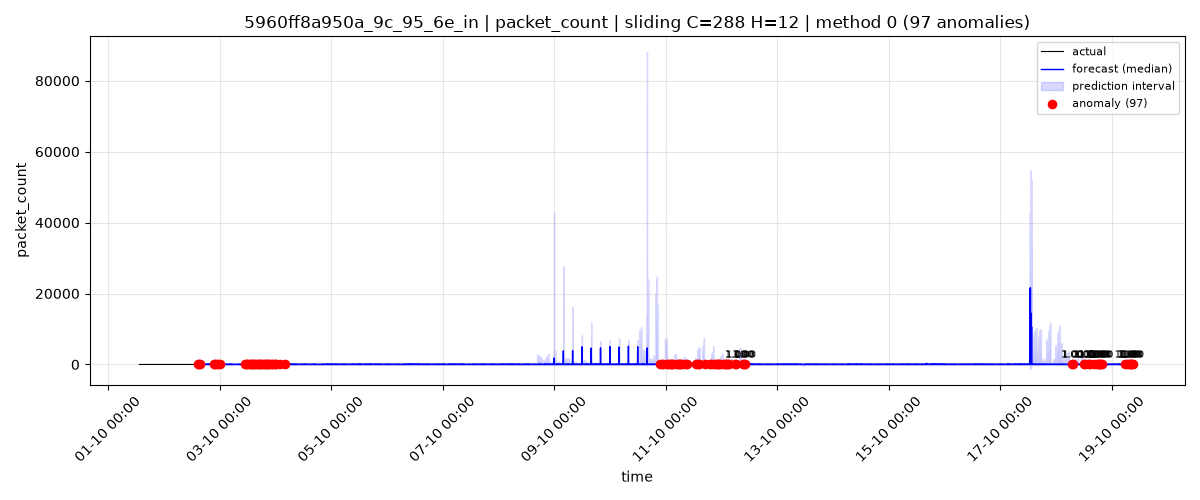 5960ff8a950a_9c_95_6e_in | packet_count | sliding C=288 H=12 | method 0 (97 anomalies)
actual
forecast (median)
prediction interval
anomaly (97)
packet_count
80000
60000
40000
20000
0
01-10 00:00
03-10 00:00
05-10 00:00
07-10 00:00
09-10 00:00
11-10 00:00
13-10 00:00
15-10 00:00
17-10 00:00
19-10 00:00
time